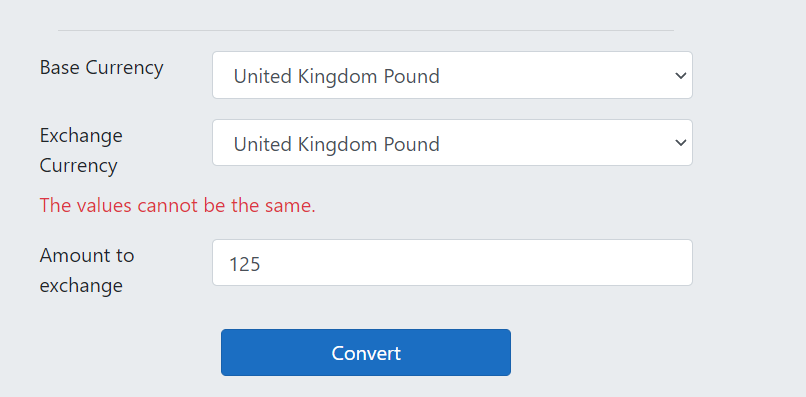 Base Currency
United Kingdom Pound
Exchange
Currency
United Kingdom Pound
The values cannot be the same.
Amount to
exchange
125
Convert